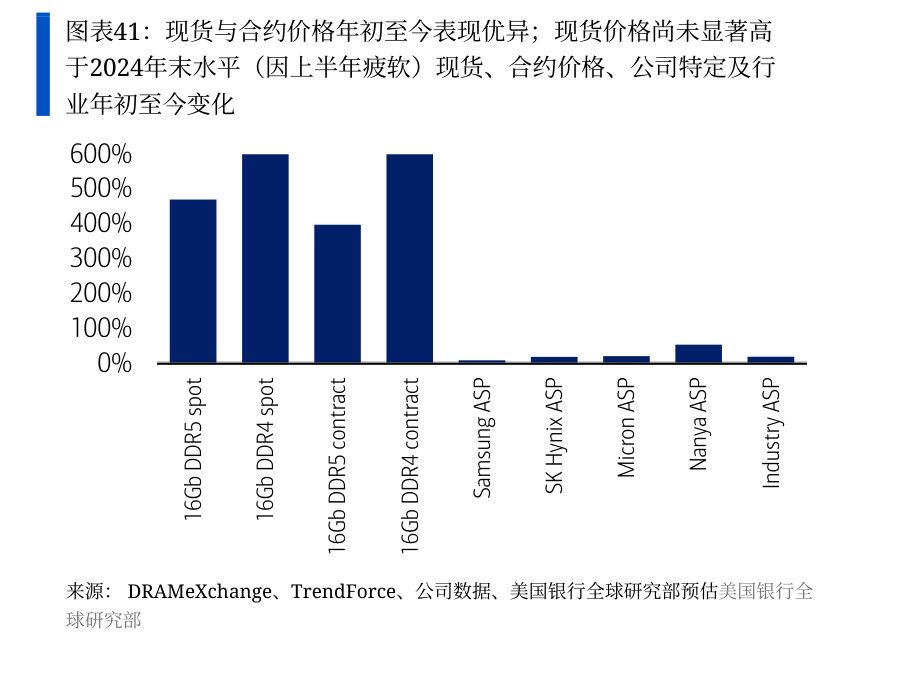 图表41：现货与合约价格年初至今表现优异；现货价格尚未显著高
于2024年末水平（因上半年疲软）现货、合约价格、公司特定及行
业年初至今变化
600%
500%
400%
300%
200%
100%
0%
16Gb DDR5 spot
16Gb DDR4 spot
16Gb DDR5 contract
16Gb DDR4 contract
Samsung ASP
SK Hynix ASP
Micron ASP
Nanya ASP
Industry ASP
来源： DRAMeXchange、TrendForce、公司数据、美国银行全球研究部预估美国银行全
球研究部